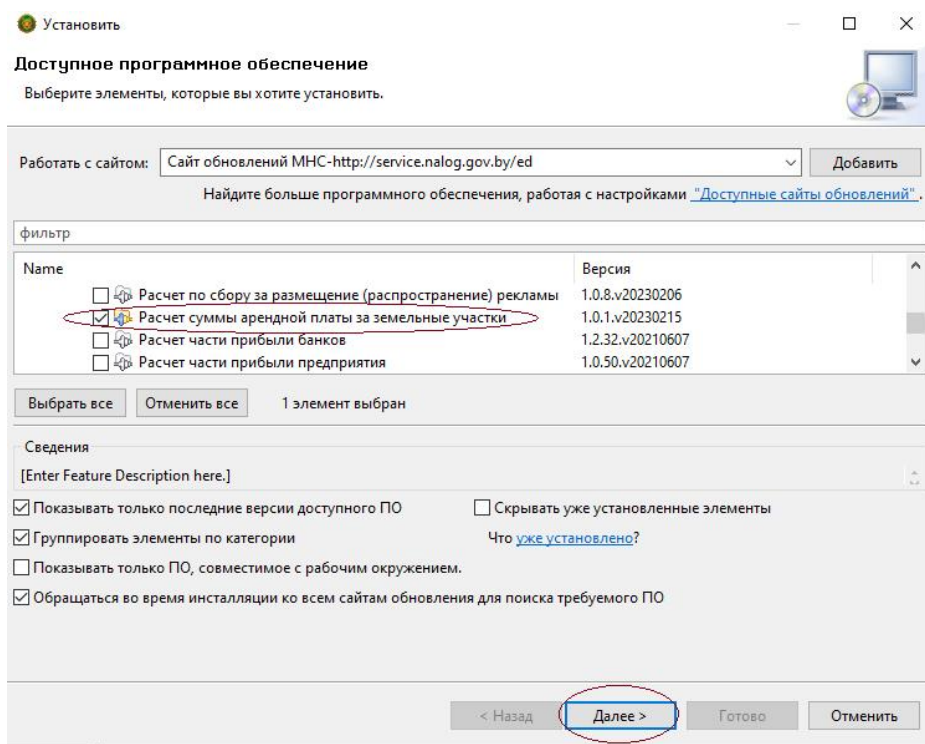 Установить
Доступное программное обеспечение
Выберите элементы, которые вы хотите установить.
Работать с сайтом: Сайт обновлений МНС-http://service.nalog.gov.by/ed Добавить
Найдите больше программного обеспечения, работая с настройками "Доступные сайты обновлений" .
фильтр
Name Версия
Расчет по сбору за размещение (распространение) рекламы 1.0.8.v20230206
Расчет суммы арендной платы за земельные участки 1.0.1.v20230215
Расчет части прибыли банков 1.2.32.v20210607
Расчет части прибыли предприятия 1.0.50.v20210607
Выбрать все Отменить все 1 элемент выбран
Сведения
[Enter Feature Description here.]
Показывать только последние версии доступного ПО Скрывать уже установленные элементы
Группировать элементы по категории Что уже установлено?
Показывать только ПО, совместимое с рабочим окружением.
Обращаться во время инсталляции ко всем сайтам обновления для поиска требуемого ПО
< Назад Далее > Готово Отменить